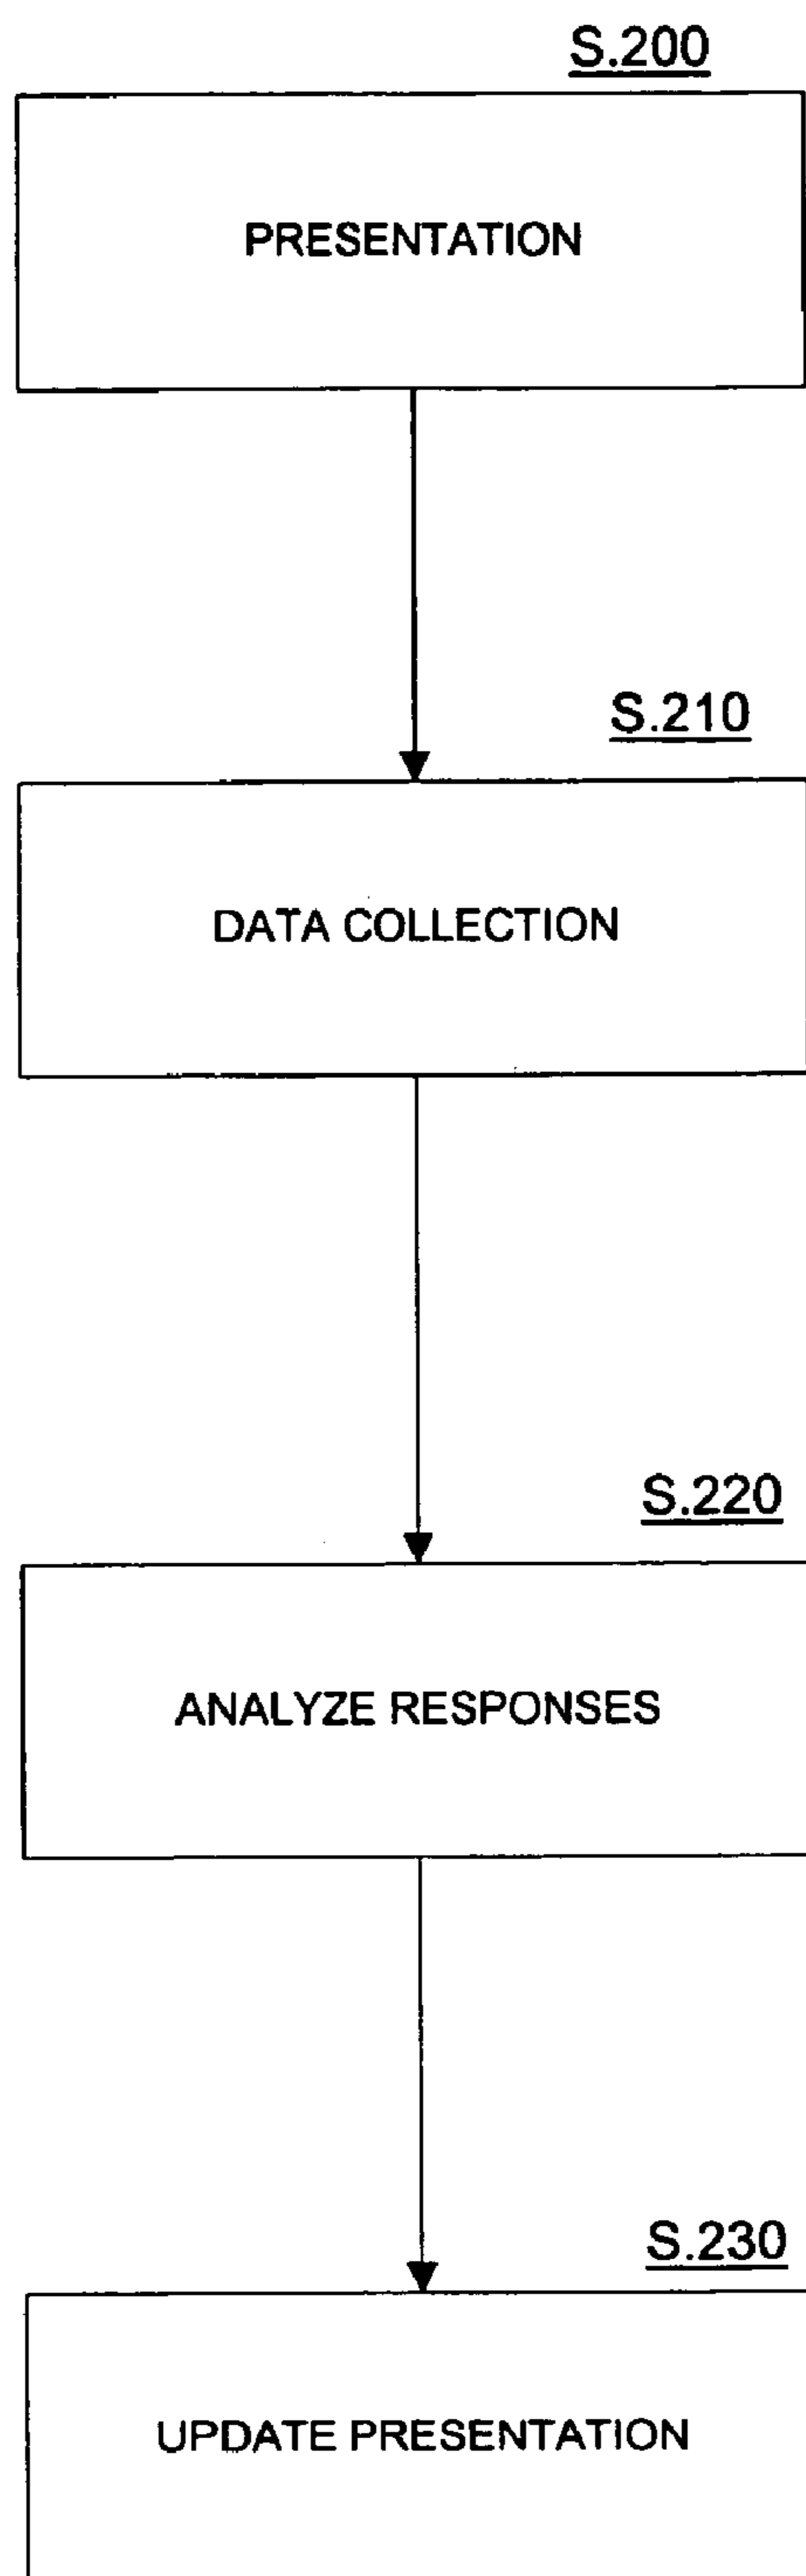 S.200
PRESENTATION
S.210
DATA COLLECTION
S.220
ANALYZE RESPONSES
S.230
UPDATE PRESENTATION